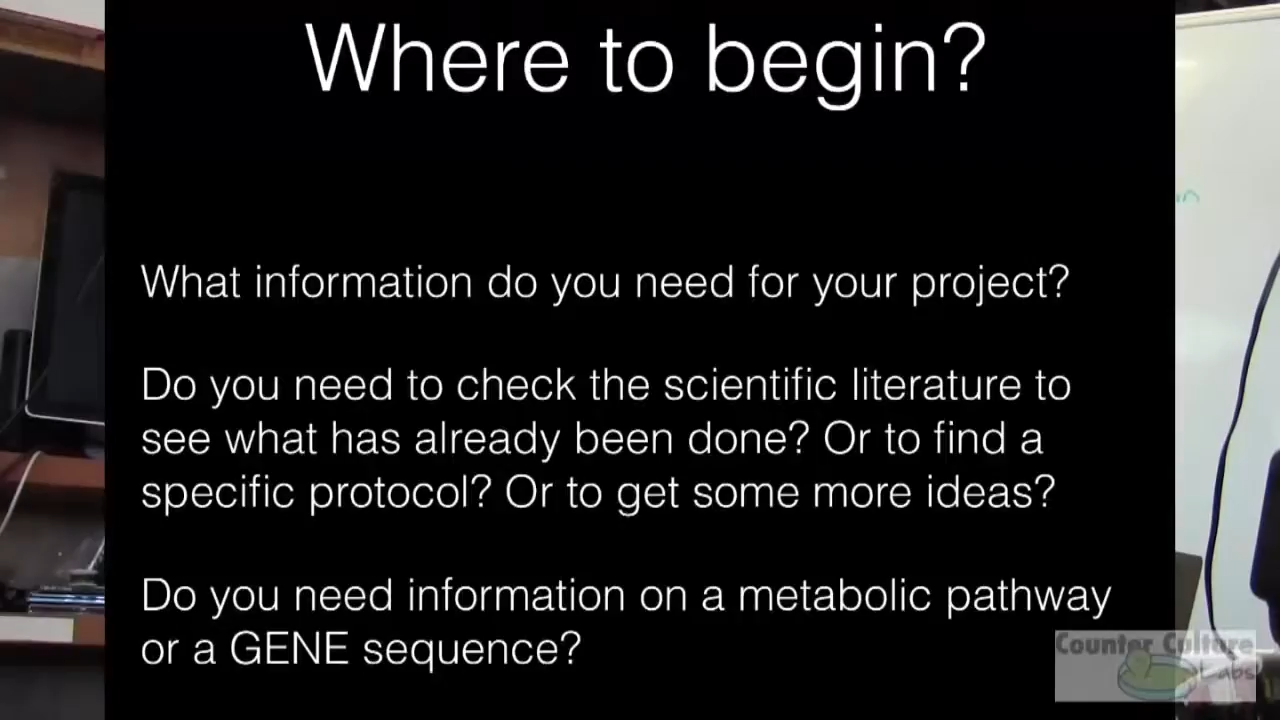 Where to begin?
What information do you need for your project?
Do you need to check the scientific literature to
see what has already been done? Or to find a
specific protocol? Or to get some more ideas?
Do you need information on a metabolic pathway
or a GENE sequence?
Counter Culture
Labs